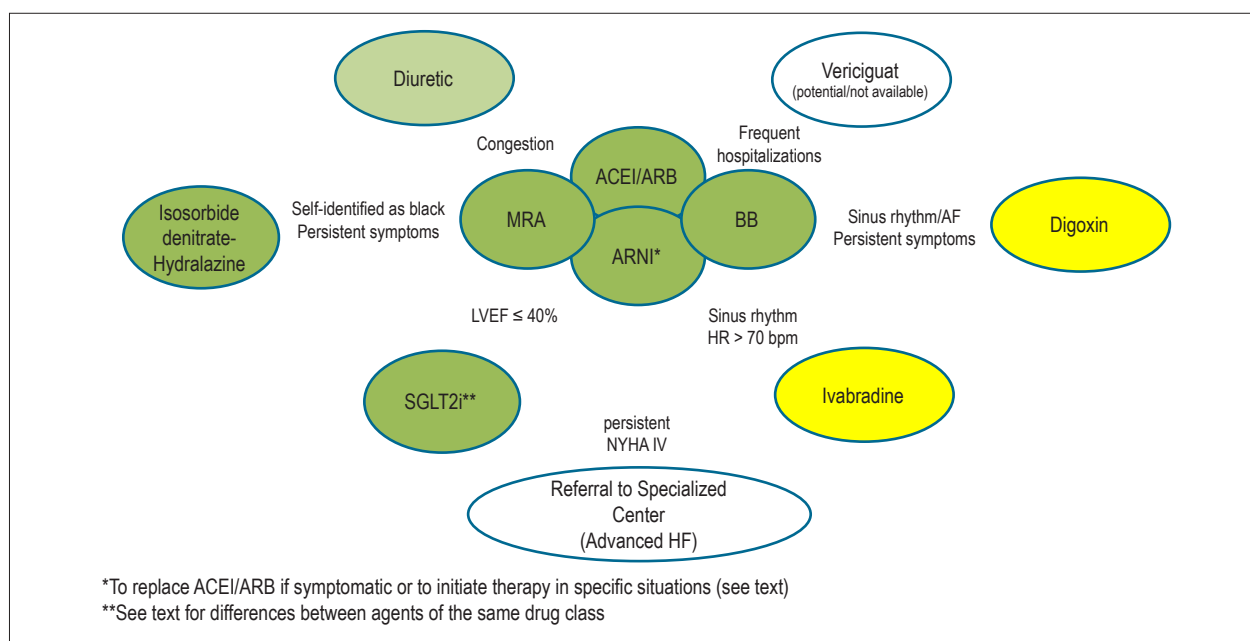 Diuretic
Vericiguat
(potential/not available)
Congestion
Frequent
hospitalizations
ACEI/ARB
Isosorbide
denitrate-
Hydralazine
Self-identified as black
Persistent symptoms
MRA
BB
Sinus rhythm/AF
Persistent symptoms
Digoxin
ARNI*
LVEF ≤ 40%
Sinus rhythm
HR > 70 bpm
SGLT2i**
Ivabradine
persistent
NYHA IV
Referral to Specialized
Center
(Advanced HF)
*To replace ACEI/ARB if symptomatic or to initiate therapy in specific situations (see text)
**See text for differences between agents of the same drug class